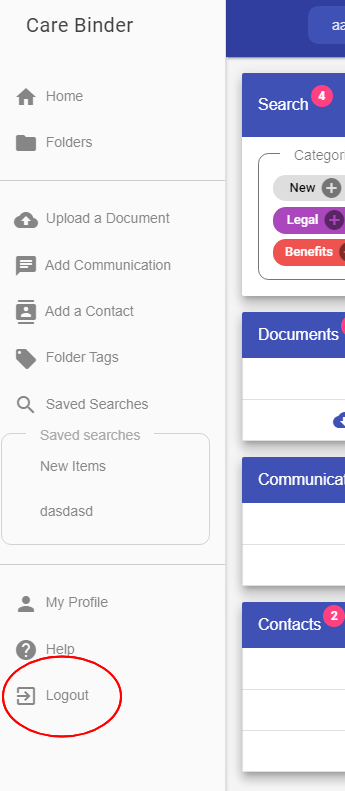 Care Binder
Home
Folders
Upload a Document
Add Communication
Add a Contact
Folder Tags
Saved Searches
Saved searches
New Items
dasdasd
My Profile
Help
Logout
aa
Search 4
Categor
New
Legal
Benefits
Documents
Communicat
Contacts 2